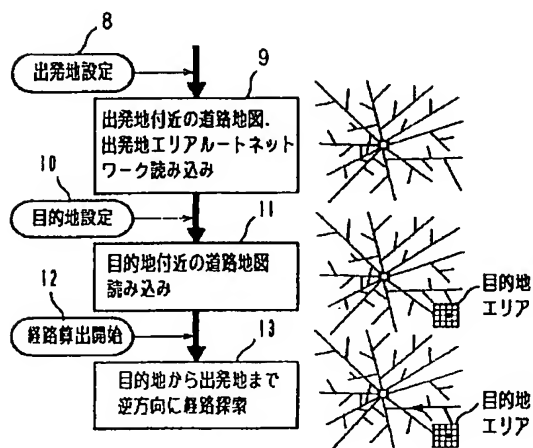 8
出発地設定
9
出発地付近の道路地図.
出発地エリアルートネット
ワーク読み込み
10
目的地設定
11
目的地付近の道路地図
読み込み
目的地
エリア
12
経路算出開始
13
目的地から出発地まで
逆方向に経路探索
目的地
エリア